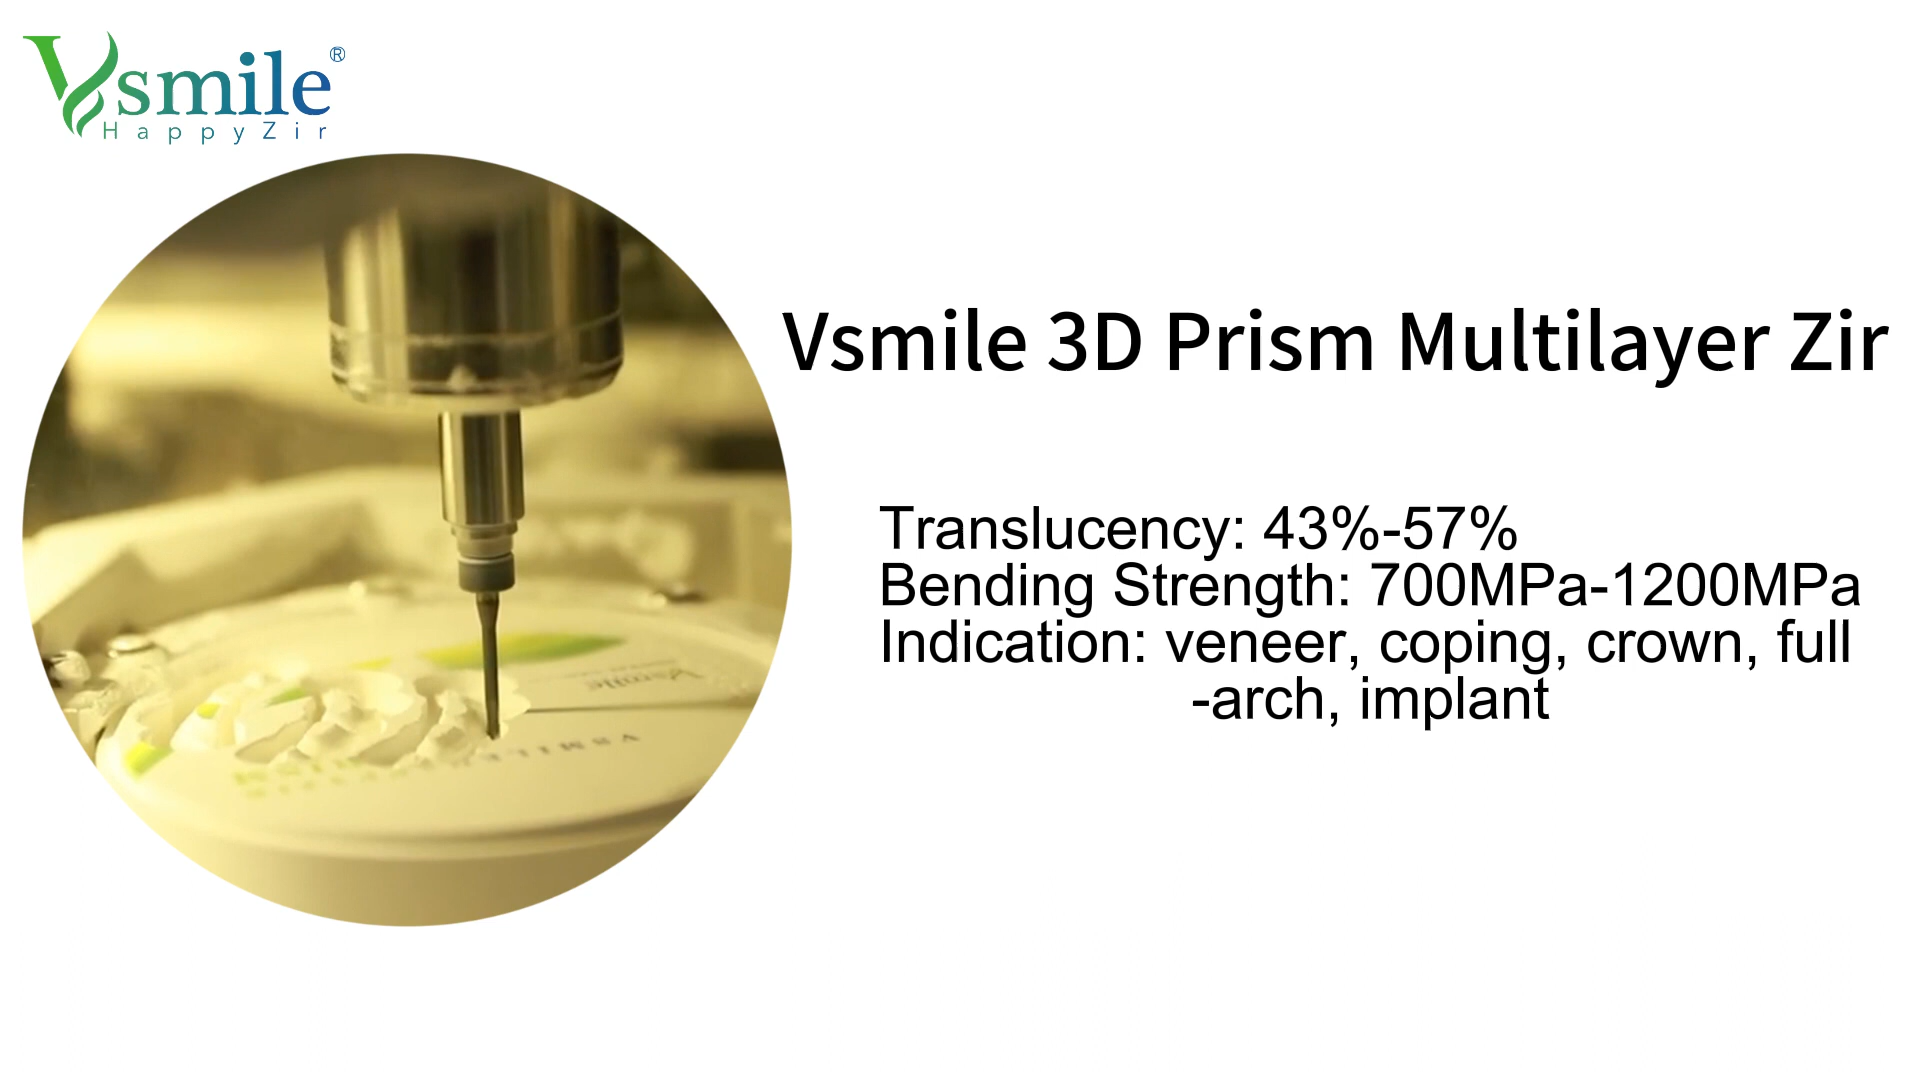 Vsmile®
HappyZir
Vsmile 3D Prism Multilayer Zir
Translucency: 43%-57%
Bending Strength: 700MPa-1200MPa
Indication: veneer, coping, crown, full
-arch, implant
Vsmile